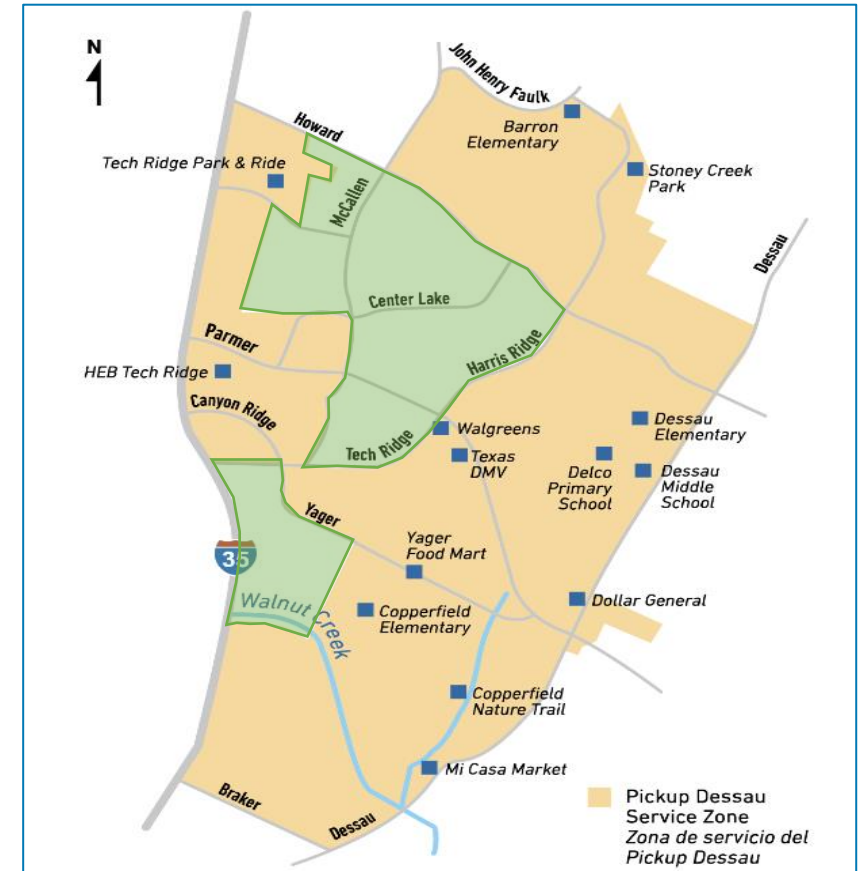 N
John Henry Faulk
Howard
Barron
Elementary
Tech Ridge Park & Ride
Stoney Creek
Park
McCallen
Dessau
Center Lake
Parmer
Harris Ridge
HEB Tech Ridge
Canyon Ridge
Walgreens
Dessau
Elementary
Tech Ridge
Texas
DMV
Delco
Primary
School
Dessau
Middle
School
Yager
Yager
Food Mart
35
Walnut Creek
Dollar General
Copperfield
Elementary
Copperfield
Nature Trail
Mi Casa Market
Braker
Dessau
Pickup Dessau
Service Zone
Zona de servicio del
Pickup Dessau